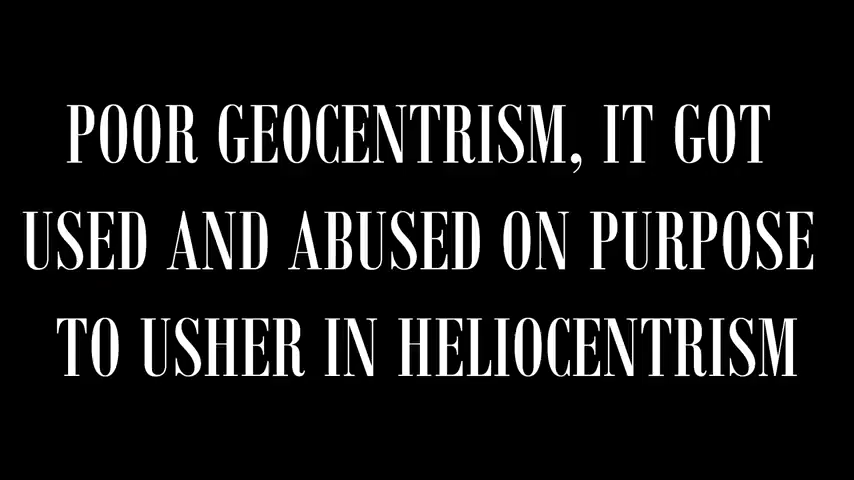 POOR GEOCENTRISM, IT GOT
USED AND ABUSED ON PURPOSE
TO USHER IN HELIOCENTRISM